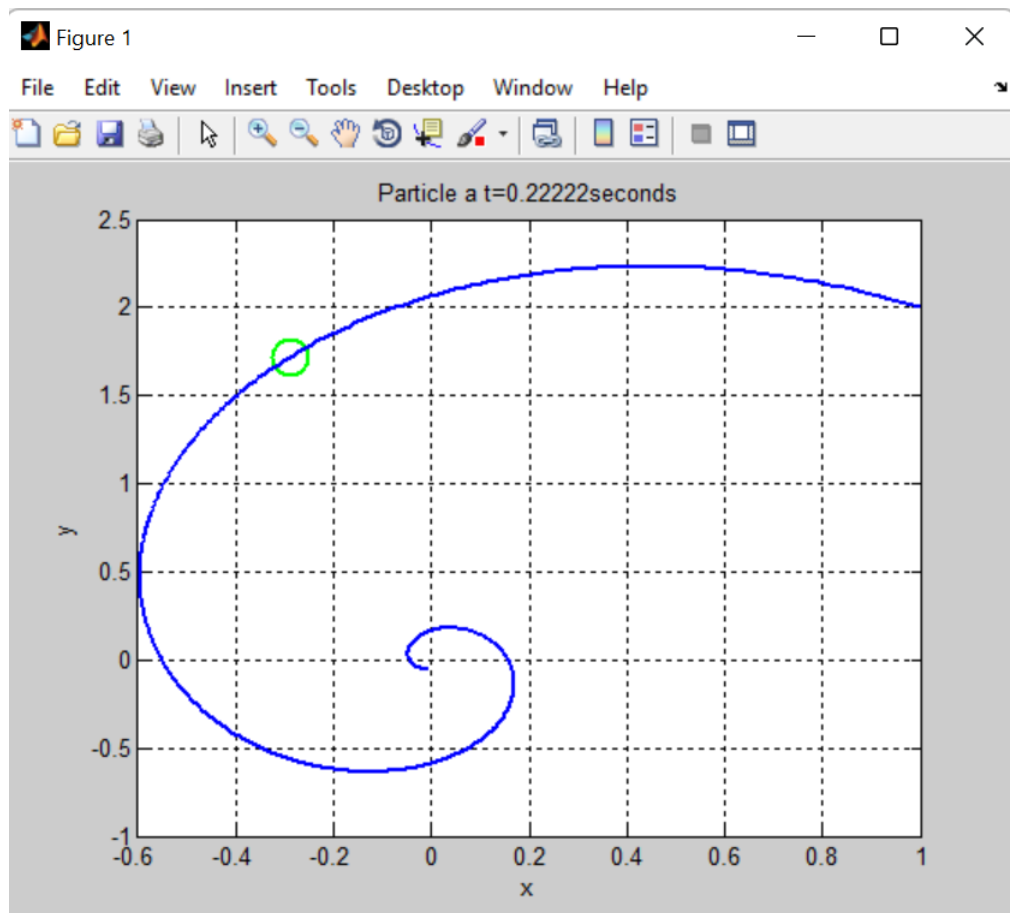 Figure 1
File Edit View Insert Tools Desktop Window Help
Particle a t=0.22222seconds
2.5
2
1.5
1
0.5
0
-0.5
-1
y
-0.6 -0.4 -0.2 0 0.2 0.4 0.6 0.8 1
x